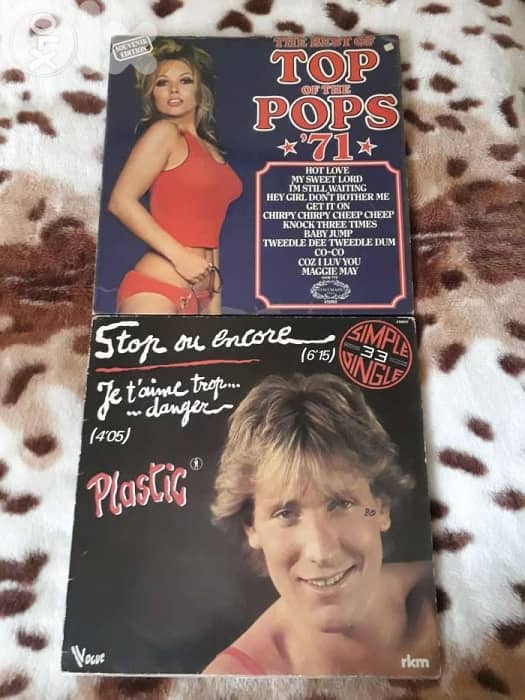 SOUVENIR
EDITION
THE BEST OF
TOP
OF THE
POPS
'71
HOT LOVE
MY SWEET LORD
I'M STILL WAITING
HEY GIRL DON'T BOTHER ME
GET IT ON
CHIRPY CHIRPY CHEEP CHEEP
KNOCK THREE TIMES
BABY JUMP
TWEEDLE DEE TWEEDLE DUM
CO-CO
COZ I LUV YOU
MAGGIE MAY
STEREO
Stop ou encore
(6'15)
SIMPLE
33
SINGLE
Je t'aime trop...
...danger
(4'05)
Plastic
BO
Vogue
rkm